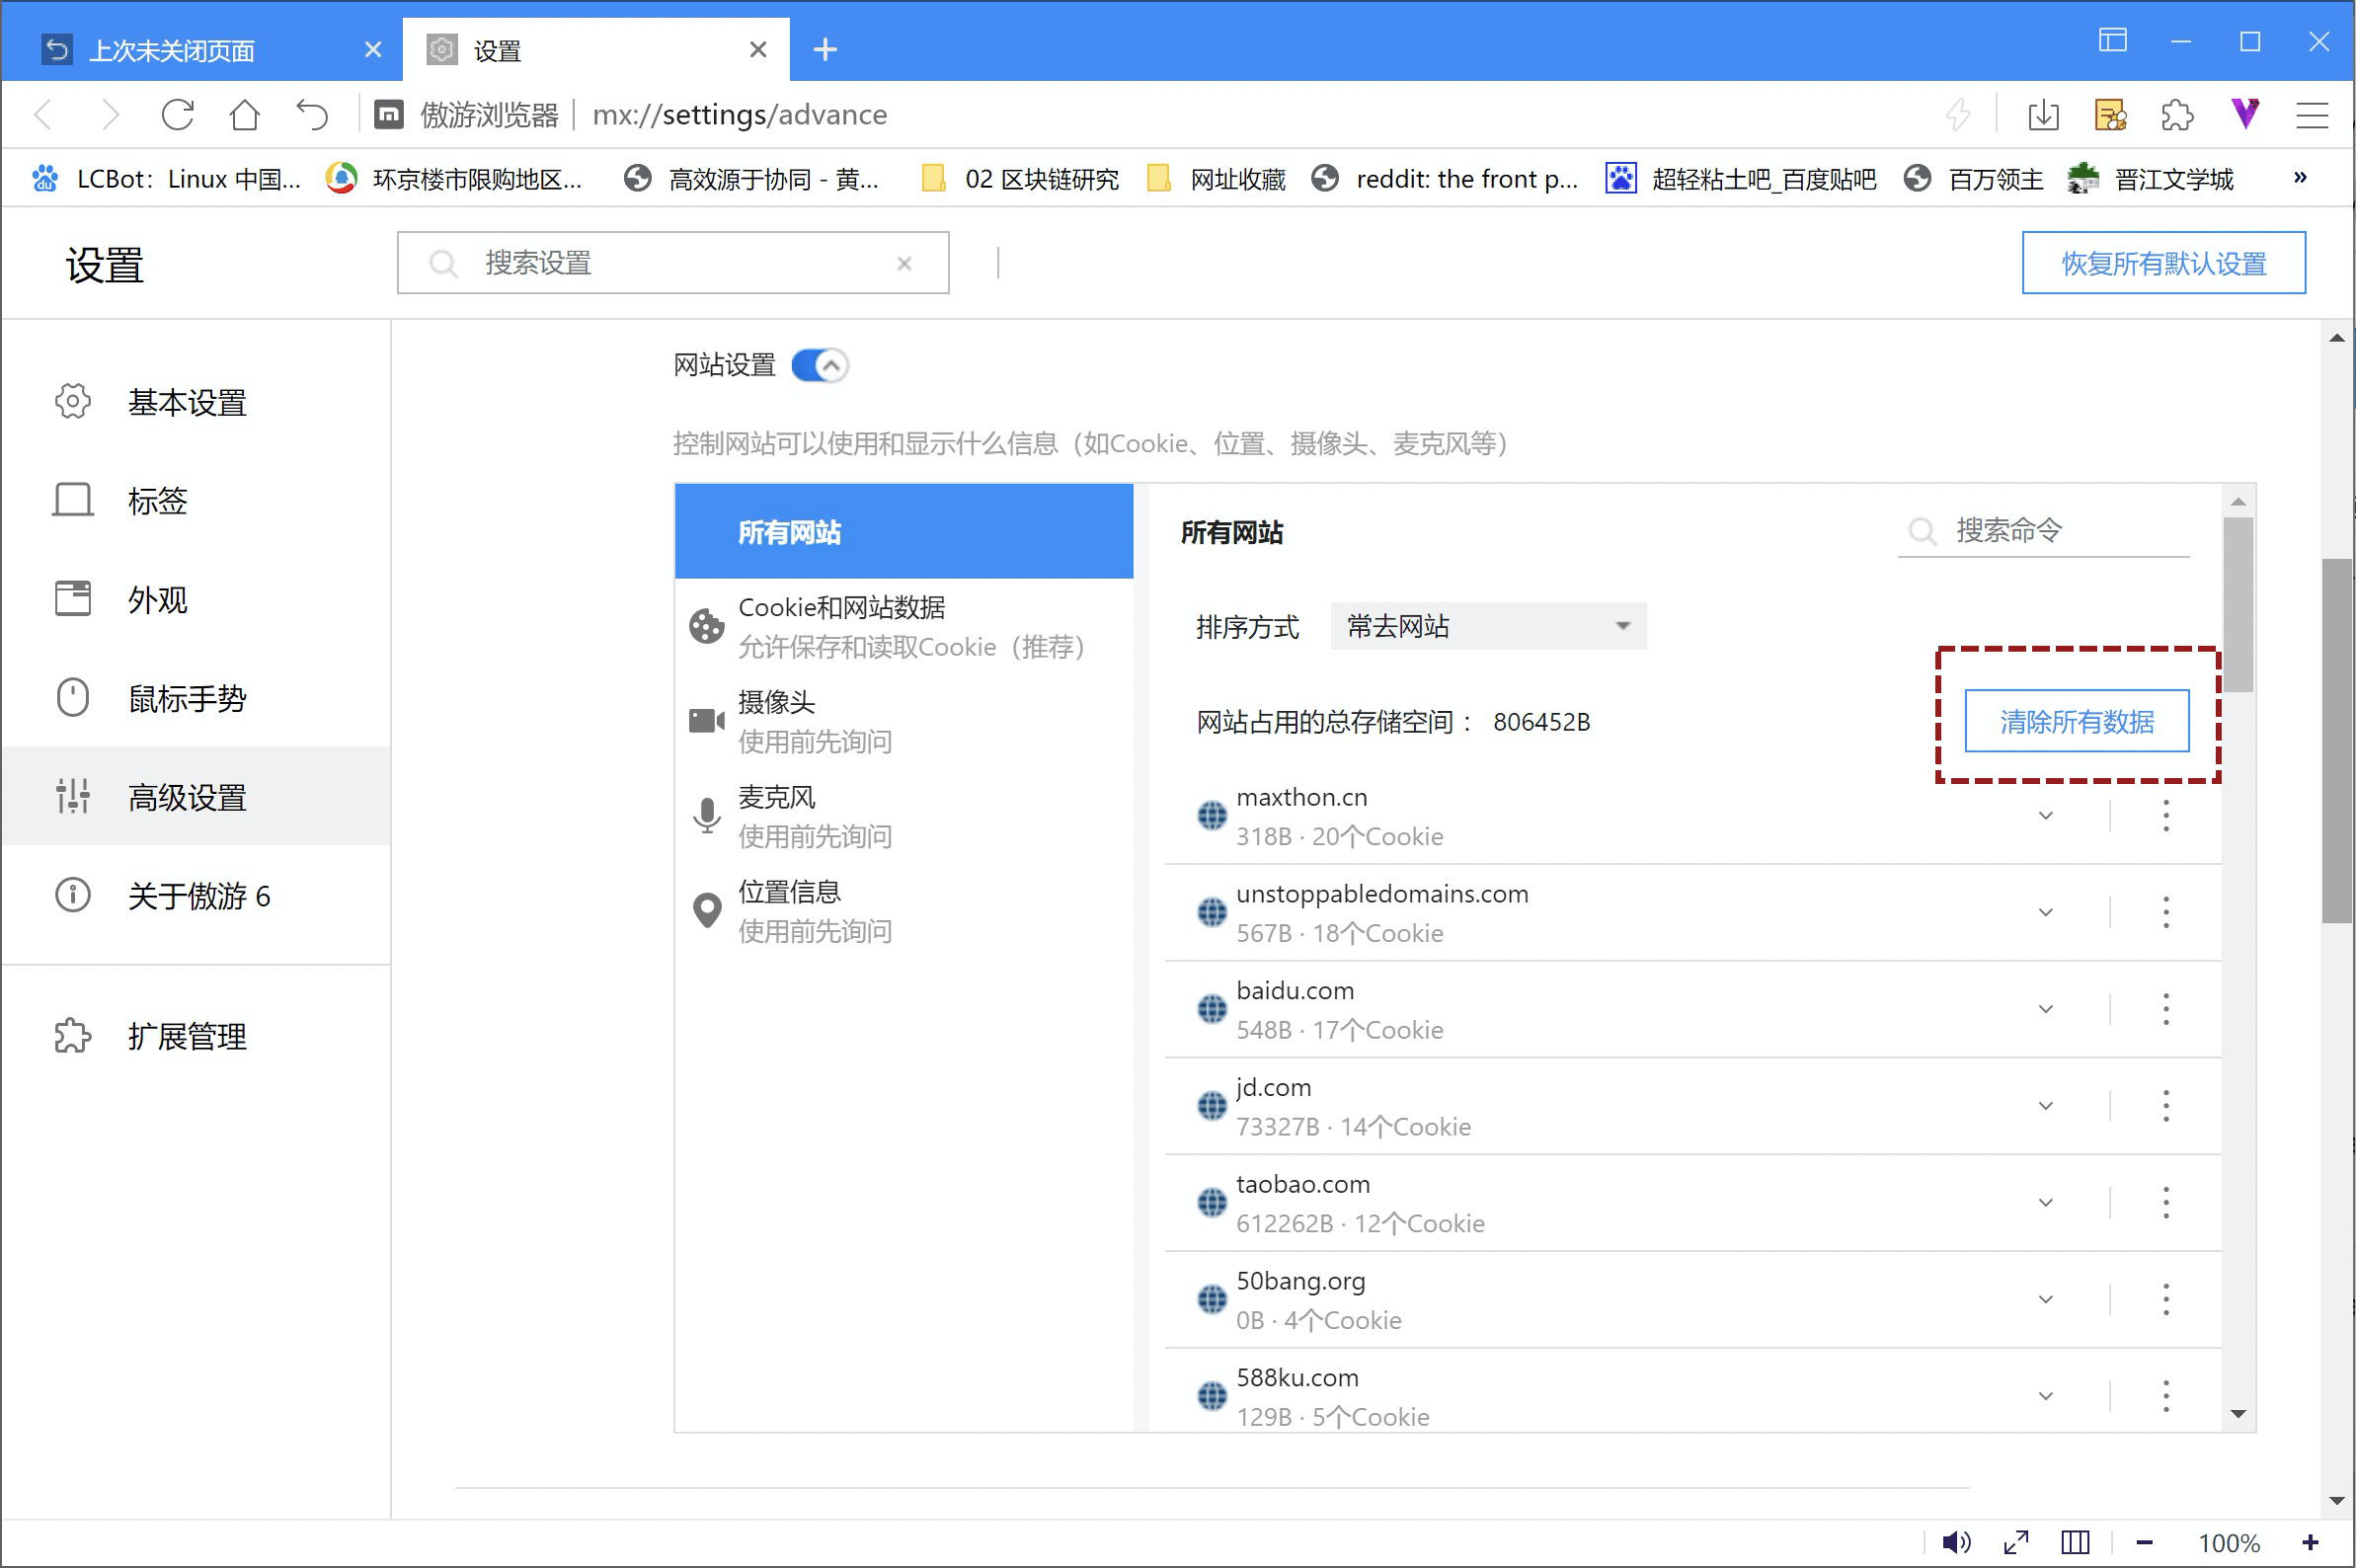 上次未关闭页面
设置
傲游浏览器 | mx://settings/advance
LCBot：Linux 中国...
环京楼市限购地区...
高效源于协同 - 黄...
02 区块链研究
网址收藏
reddit: the front p...
超轻粘土吧_百度贴吧
百万领主
晋江文学城
»
设置
搜索设置
恢复所有默认设置
基本设置
标签
外观
鼠标手势
高级设置
关于傲游 6
扩展管理
网站设置
控制网站可以使用和显示什么信息（如Cookie、位置、摄像头、麦克风等）
所有网站
Cookie和网站数据
允许保存和读取Cookie（推荐）
摄像头
使用前先询问
麦克风
使用前先询问
位置信息
使用前先询问
所有网站
搜索命令
排序方式
常去网站
网站占用的总存储空间： 806452B
清除所有数据
maxthon.cn
318B · 20个Cookie
unstoppabledomains.com
567B · 18个Cookie
baidu.com
548B · 17个Cookie
jd.com
73327B · 14个Cookie
taobao.com
612262B · 12个Cookie
50bang.org
0B · 4个Cookie
588ku.com
129B · 5个Cookie
100%